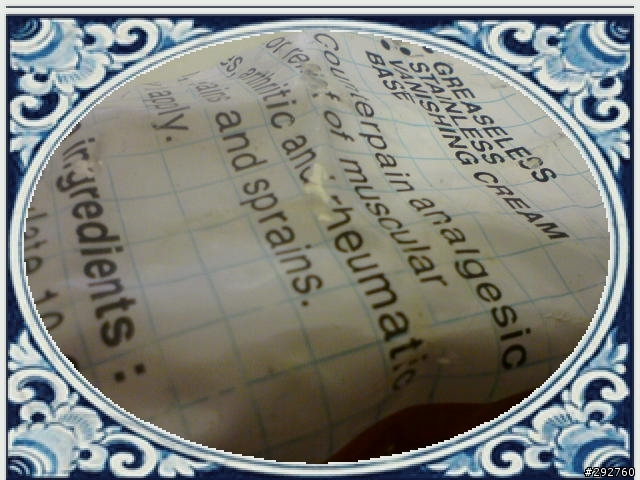 GREASELESS
STAINLESS
VANISHING CREAM
BASE
Counterpain analgesic
of muscular
arthritic and rheumatic
and sprains.
apply.
ingredients :
#292760